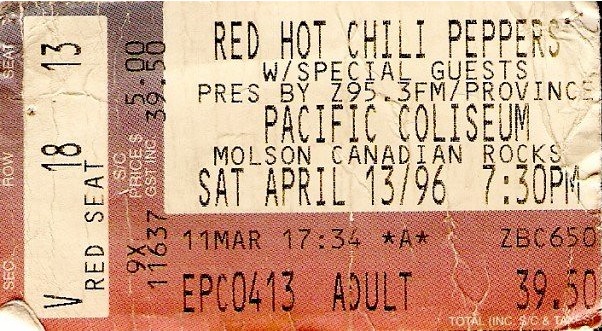 RED HOT CHILI PEPPERS
W/SPECIAL GUESTS
PRES BY Z95.3FM/PROVINCE
PACIFIC COLISEUM
MOLSON CANADIAN ROCKS
SAT APRIL 13/96 7:30PM
11MAR 17:34 *A* ZBC650
EPC0413 ADULT 39.50
TOTAL (INC. S/C & TAX
SEAT 13
ROW 18
SEC. V
RED SEAT
5.00
39.50
S/C
PRICE $
GST INC
9X
11637